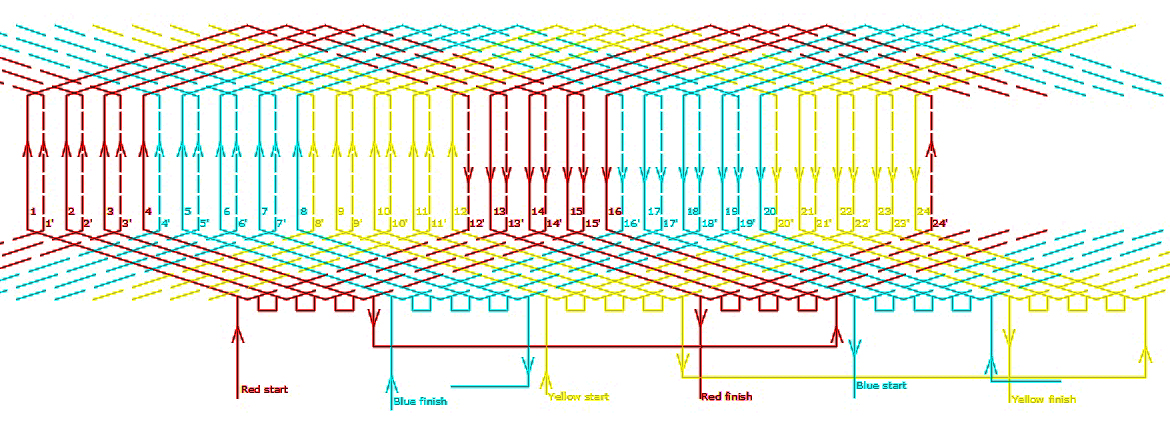 1 2 3 4 5 6 7 8 9 10 11 12 13 14 15 16 17 18 19 20 21 22 23 24
1' 2' 3' 4' 5' 6' 7' 8' 9' 10' 11' 12' 13' 14' 15' 16' 17' 18' 19' 20' 21' 22' 23' 24'
Red start
Blue finish
Yellow start
Red finish
Blue start
Yellow finish